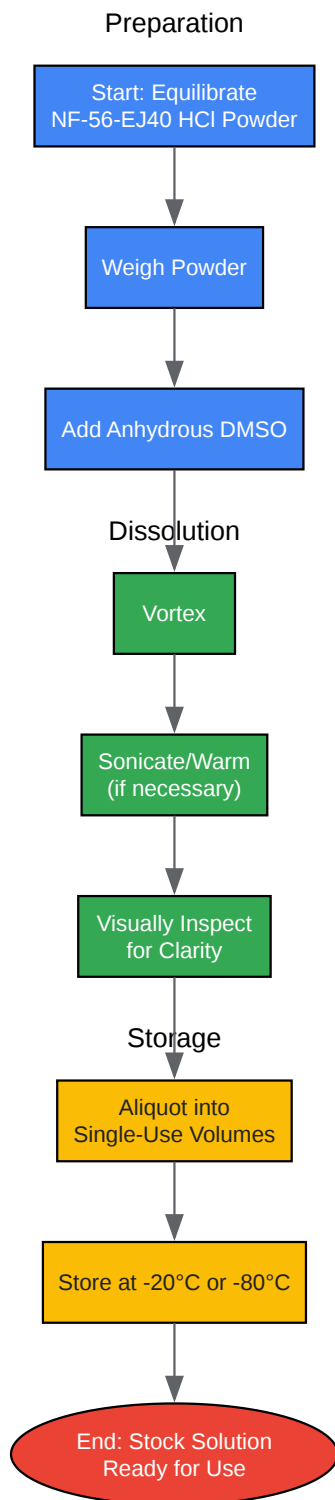 Preparation
Start: Equilibrate
NF-56-EJ40 HCl Powder
Weigh Powder
Add Anhydrous DMSO
Dissolution
Vortex
Sonicate/Warm
(if necessary)
Visually Inspect
for Clarity
Storage
Aliquot into
Single-Use Volumes
Store at -20°C or -80°C
End: Stock Solution
Ready for Use